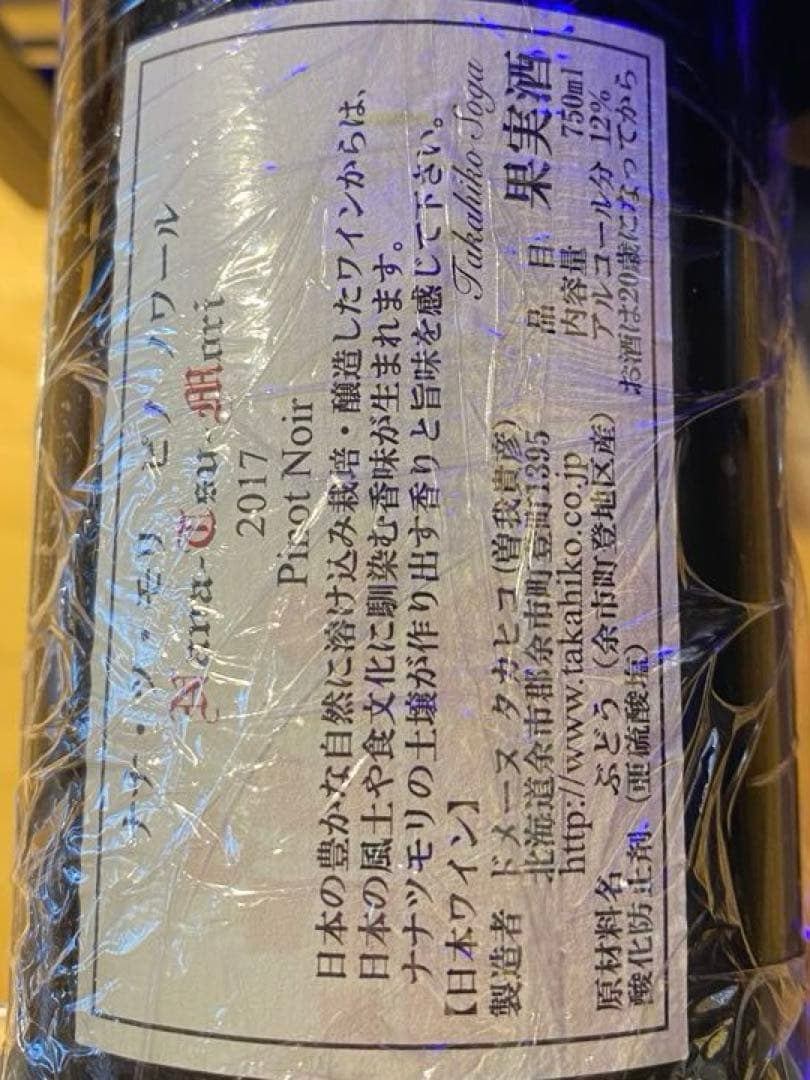 ナナ・ツ・モリ ピノ ノワール
Nana-Tsu-Mori
2017
Pinot Noir
日本の豊かな自然に溶け込み栽培・醸造したワインからは、
日本の風土や食文化に馴染む香味が生まれます。
ナナツモリの土壌が作り出す香りと旨味を感じて下さい。
Takahiko Soga
【日本ワイン】
製造者 ドメーヌ タカヒコ(曽我貴彦)
北海道余市郡余市町登町1395
http://www.takahiko.co.jp
原材料名 ぶどう(余市町登地区産)
酸化防止剤、(亜硫酸塩)
品目 果実酒
内容量 750ml
アルコール分 12%
お酒は20歳になってから